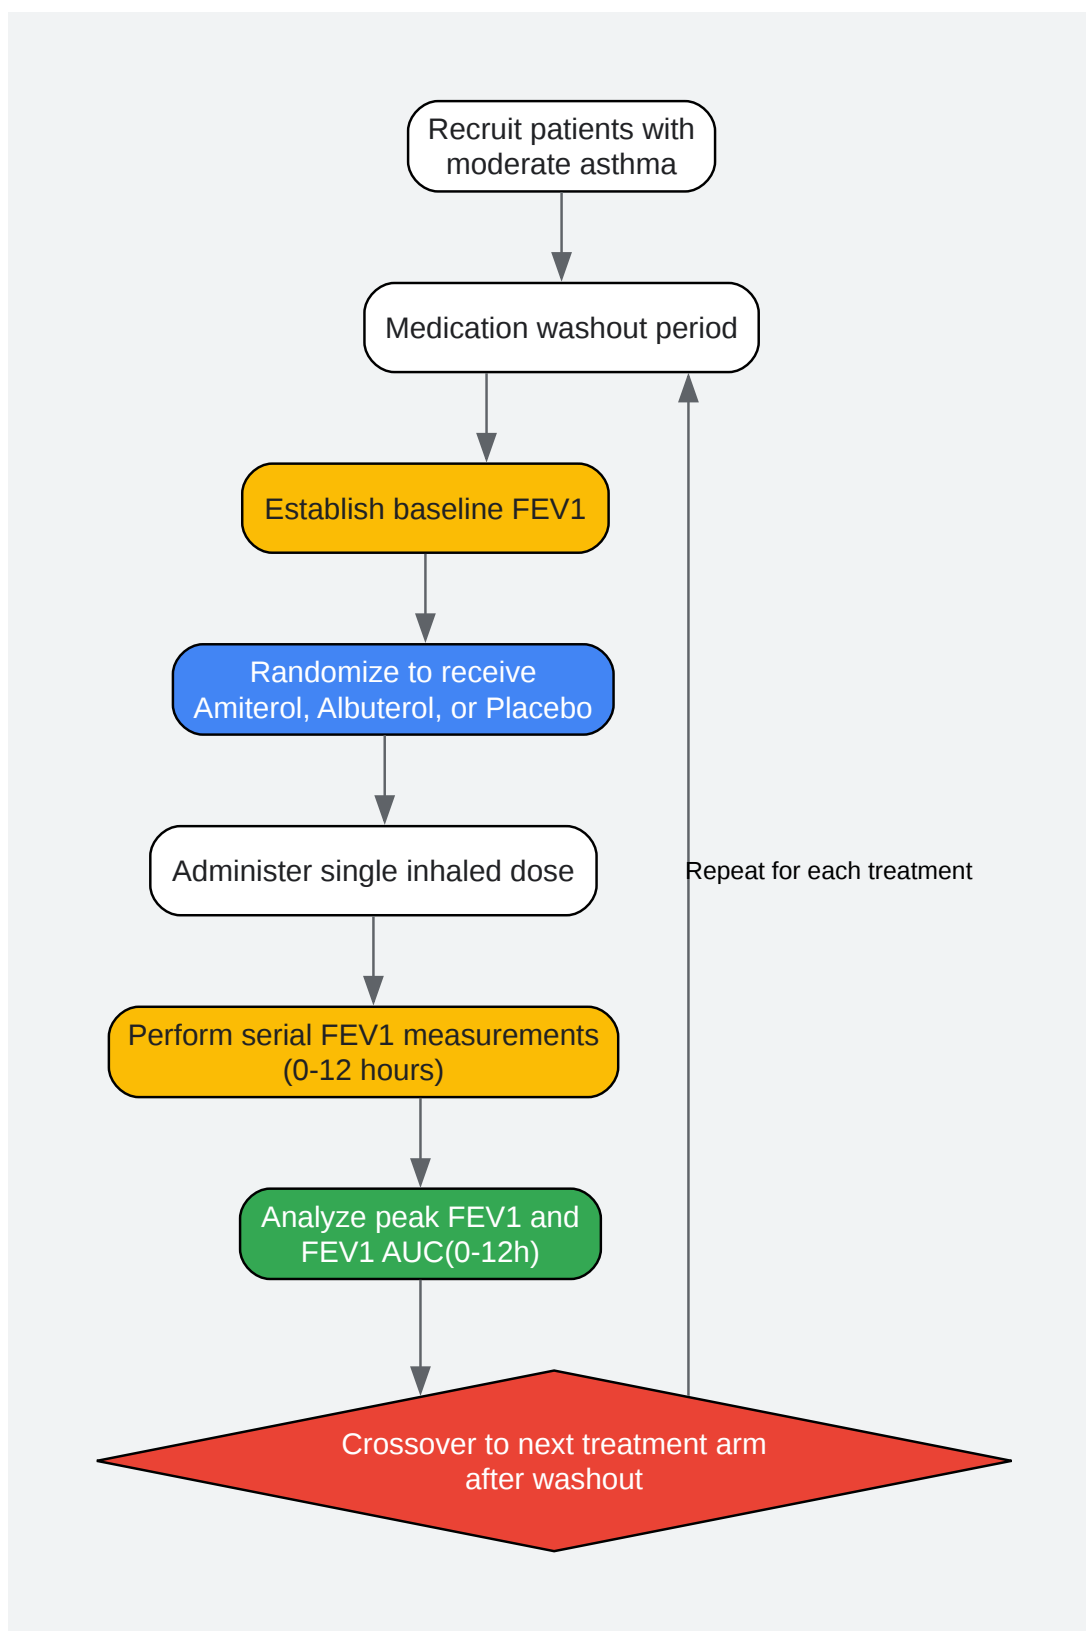 Recruit patients with
moderate asthma
Medication washout period
Establish baseline FEV1
Randomize to receive
Amiterol, Albuterol, or Placebo
Administer single inhaled dose
Repeat for each treatment
Perform serial FEV1 measurements
(0-12 hours)
Analyze peak FEV1 and
FEV1 AUC(0-12h)
Crossover to next treatment arm
after washout